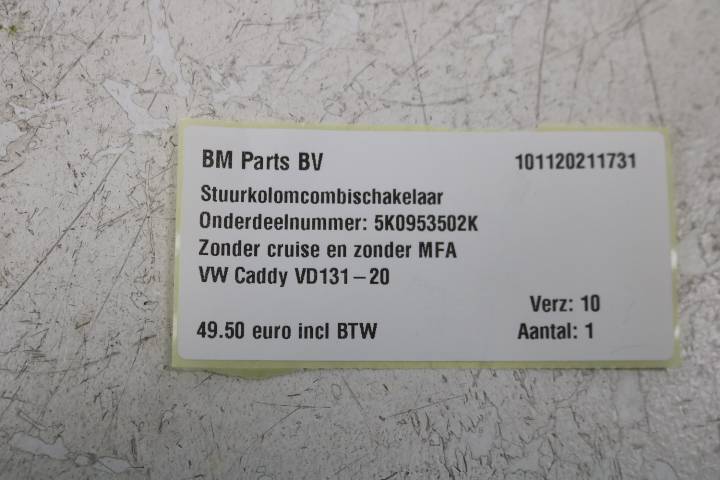 BM Parts BV 101120211731
Stuurkolomcombischakelaar
Onderdeelnummer: 5K0953502K
Zonder cruise en zonder MFA
VW Caddy VD131-20
Verz: 10
49.50 euro incl BTW Aantal: 1